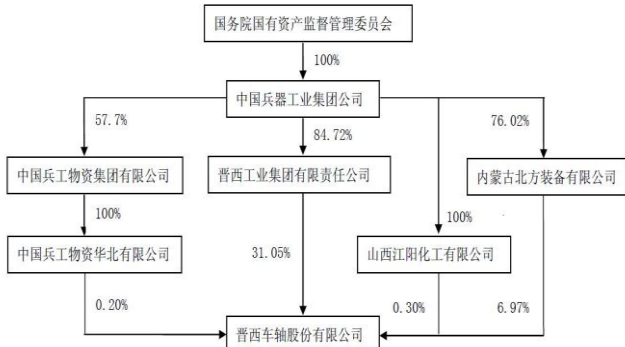 国务院国有资产监督管理委员会
100%
中国兵器工业集团公司
57.7%
84.72%
76.02%
中国兵工物资集团有限公司
晋西工业集团有限责任公司
内蒙古北方装备有限公司
100%
100%
中国兵工物资华北有限公司
31.05%
山西江阳化工有限公司
0.20%
0.30%
6.97%
晋西车轴股份有限公司